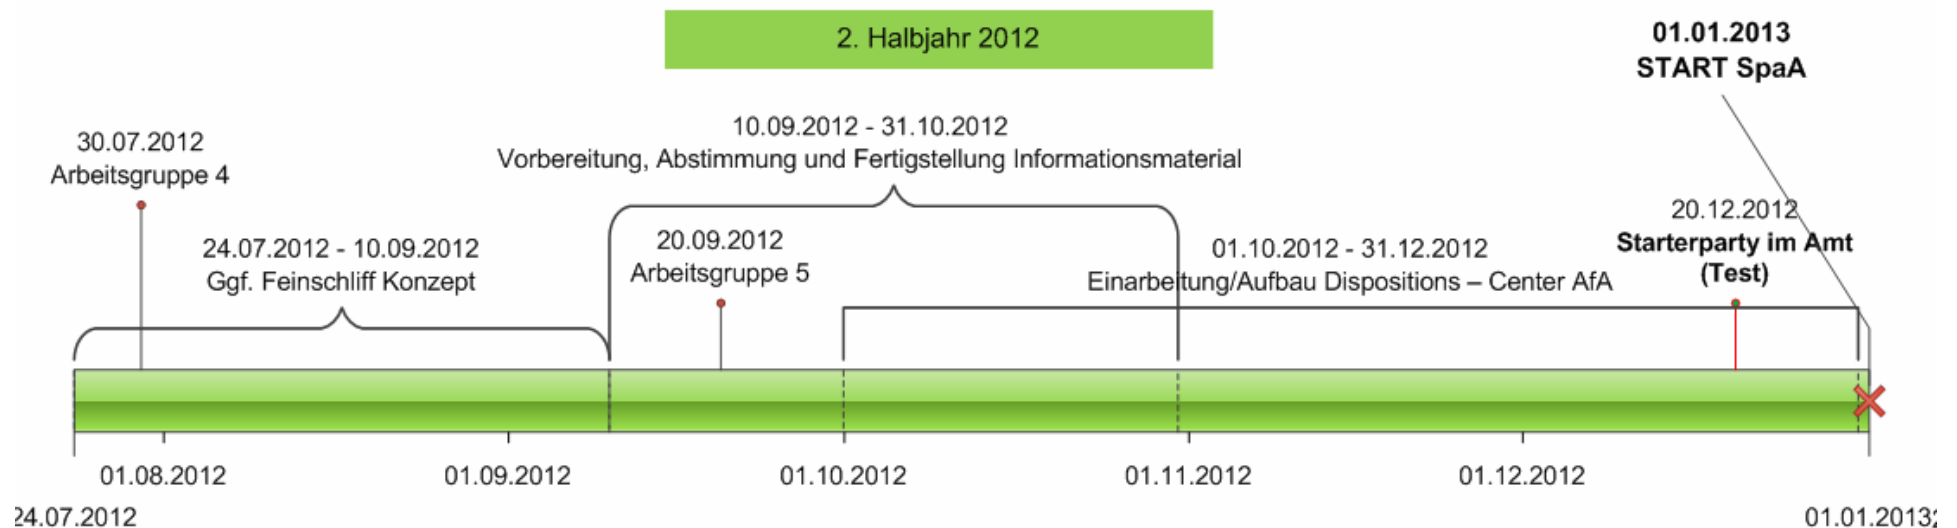 2. Halbjahr 2012
01.01.2013
START SpaA
30.07.2012
Arbeitsgruppe 4
10.09.2012 - 31.10.2012
Vorbereitung, Abstimmung und Fertigstellung Informationsmaterial
24.07.2012 - 10.09.2012
Ggf. Feinschliff Konzept
20.09.2012
Arbeitsgruppe 5
01.10.2012 - 31.12.2012
Einarbeitung/Aufbau Dispositions – Center AfA
20.12.2012
Starterparty im Amt
(Test)
01.08.2012
01.09.2012
01.10.2012
01.11.2012
01.12.2012
24.07.2012
01.01.2013